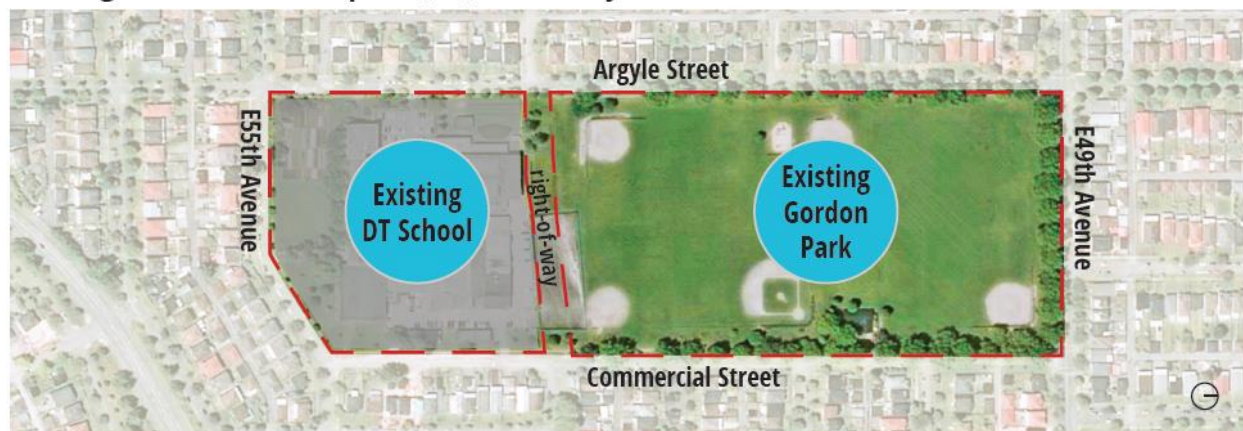 Argyle Street
E55th Avenue
Existing
DT School
right-of-way
Existing
Gordon
Park
E49th Avenue
Commercial Street